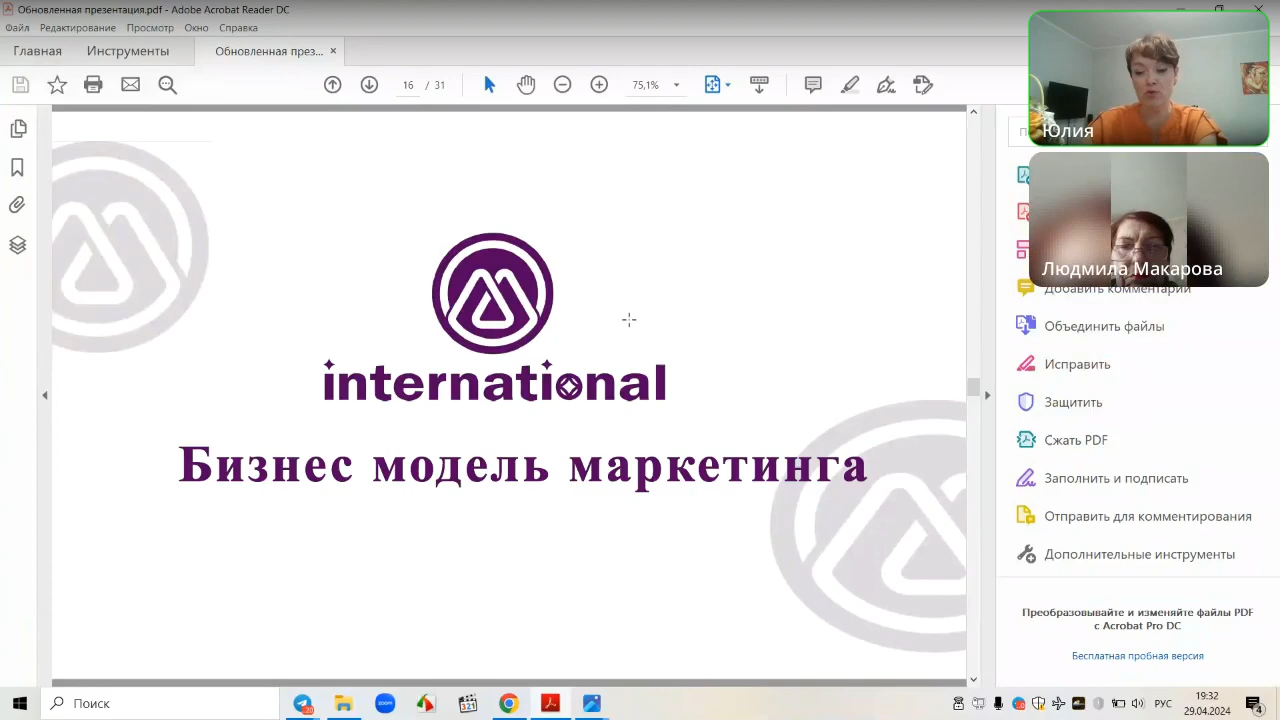 Обновленная презентация.pdf - Adobe Acrobat Reader DC
Файл Редактирование Просмотр Окно Справка
Главная Инструменты Обновленная през... ×
16 / 31 75,1%
Юлия
Людмила Макарова
international
Бизнес модель маркетинга
Добавить комментарий
Объединить файлы
Исправить
Защитить
Сжать PDF
Заполнить и подписать
Отправить для комментирования
Дополнительные инструменты
Преобразовывайте и изменяйте файлы PDF
с Acrobat Pro DC
Бесплатная пробная версия
Поиск
zoom
321
РУС
19:32
29.04.2024
4